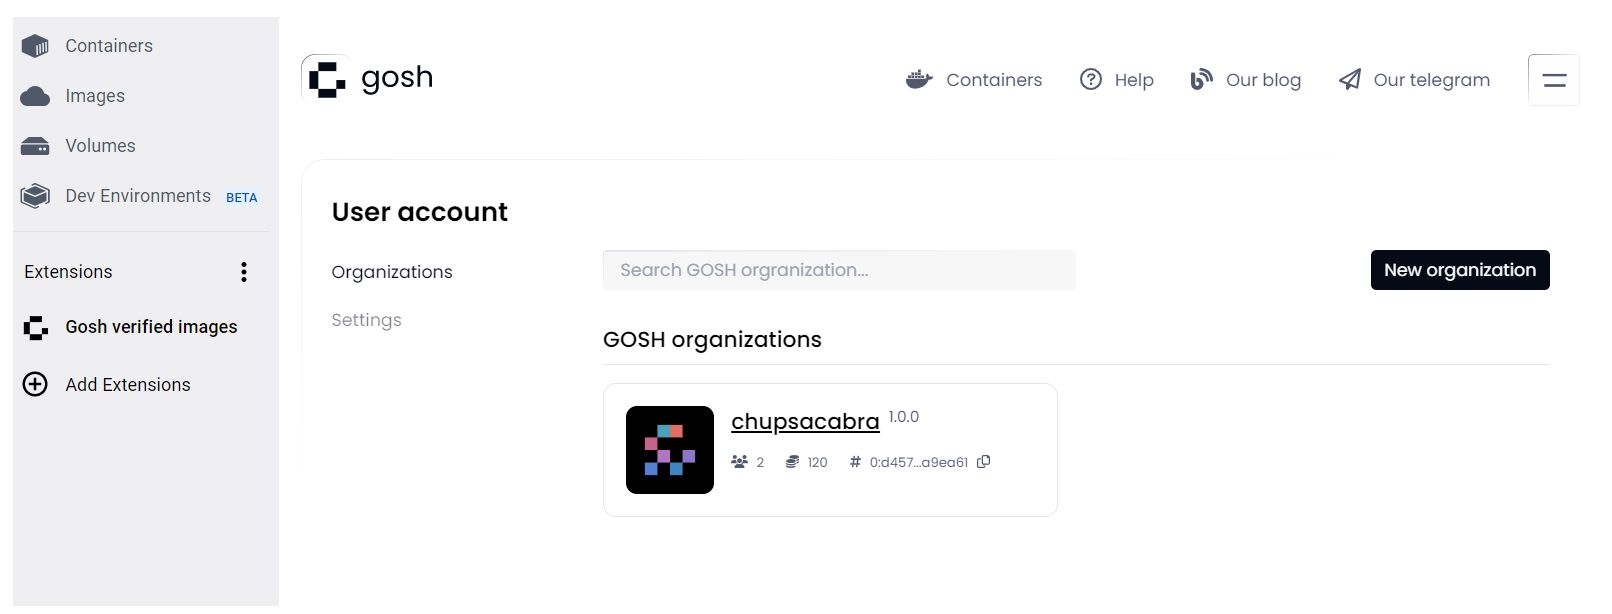 Containers
Images
Volumes
Dev Environments BETA
Extensions
Gosh verified images
Add Extensions
gosh
Containers
Help
Our blog
Our telegram
User account
Organizations
Settings
Search GOSH orgranization...
New organization
GOSH organizations
chupsacabra 1.0.0
2 120 # 0:d457...a9ea61